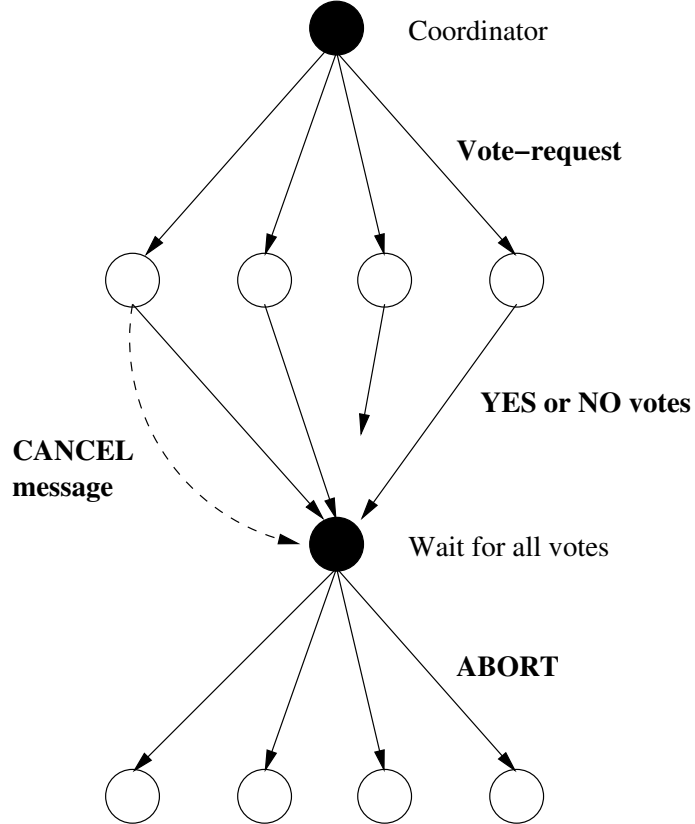 Coordinator
Vote−request
YES or NO votes
CANCEL
message
Wait for all votes
ABORT